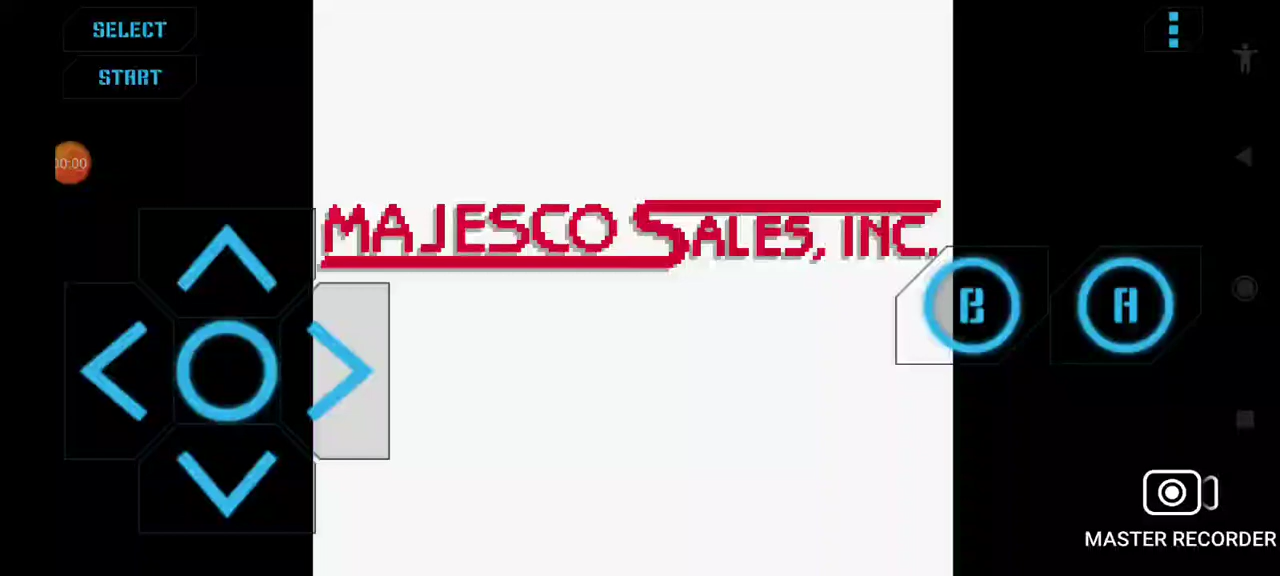 SELECT
START
00:00
MAJESCO SALES, INC.
B
A
MASTER RECORDER